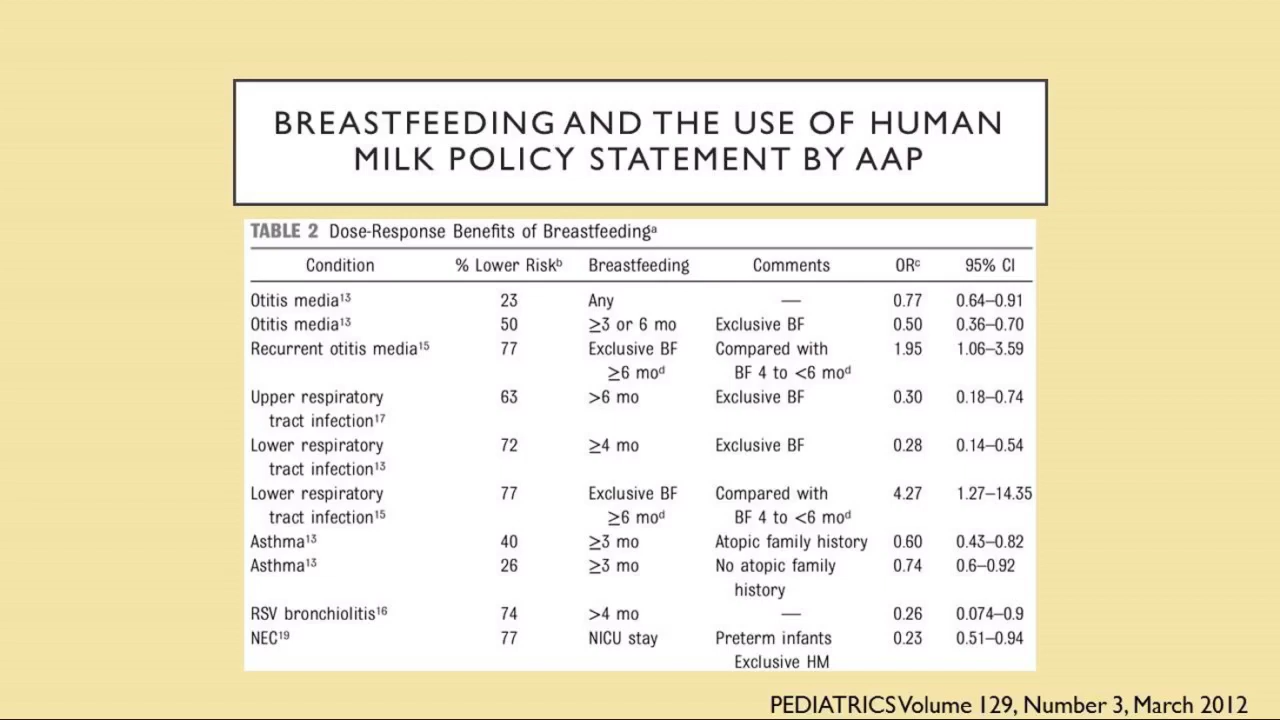 BREASTFEEDING AND THE USE OF HUMAN
MILK POLICY STATEMENT BY AAP
TABLE 2 Dose-Response Benefits of Breastfeedingᵃ
Condition % Lower Riskᵇ Breastfeeding Comments ORᶜ 95% CI
Otitis media¹³ 23 Any — 0.77 0.64–0.91
Otitis media¹³ 50 ≥3 or 6 mo Exclusive BF 0.50 0.36–0.70
Recurrent otitis media¹⁵ 77 Exclusive BF Compared with 1.95 1.06–3.59
≥6 moᵈ BF 4 to <6 moᵈ
Upper respiratory 63 >6 mo Exclusive BF 0.30 0.18–0.74
tract infection¹⁷
Lower respiratory 72 ≥4 mo Exclusive BF 0.28 0.14–0.54
tract infection¹³
Lower respiratory 77 Exclusive BF Compared with 4.27 1.27–14.35
tract infection¹⁵ ≥6 moᵈ BF 4 to <6 moᵈ
Asthma¹³ 40 ≥3 mo Atopic family history 0.60 0.43–0.82
Asthma¹³ 26 ≥3 mo No atopic family 0.74 0.6–0.92
history
RSV bronchiolitis¹⁶ 74 >4 mo — 0.26 0.074–0.9
NEC¹⁹ 77 NICU stay Preterm infants 0.23 0.51–0.94
Exclusive HM
PEDIATRICS Volume 129, Number 3, March 2012